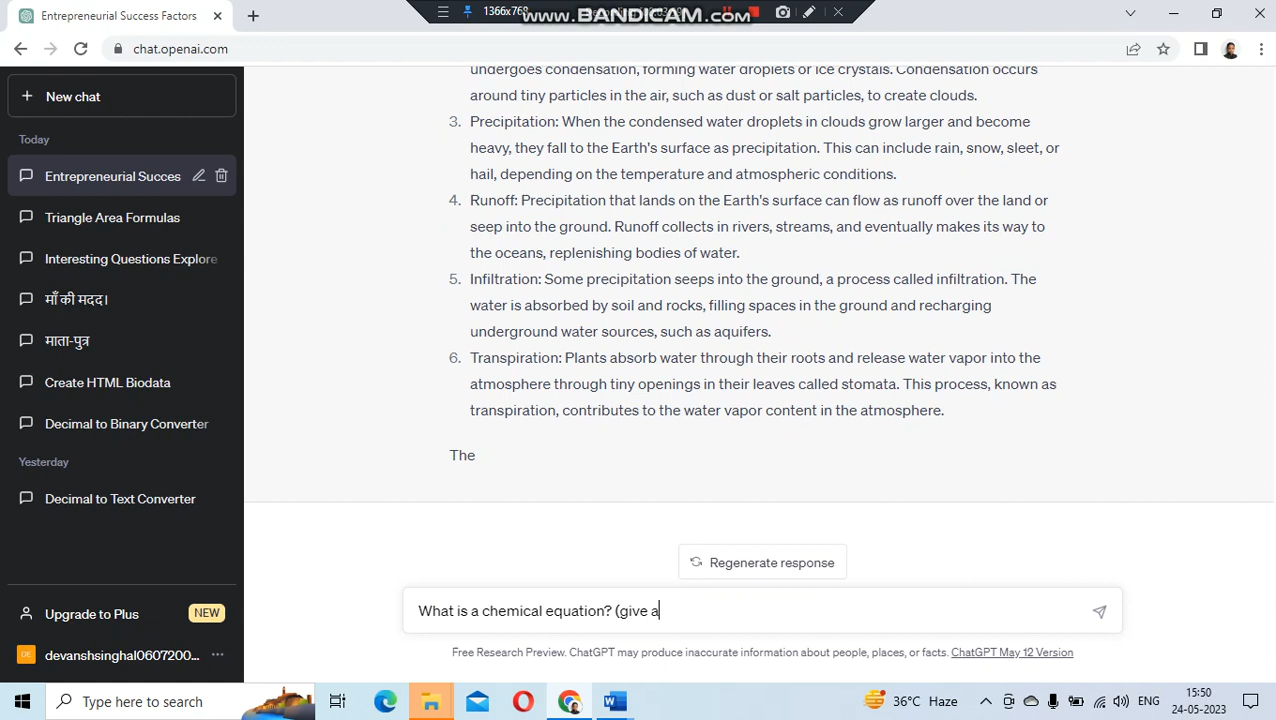 Entrepreneurial Success Factors
1366x768
www.BANDICAM.com
chat.openai.com
New chat
Today
Entrepreneurial Succes
Triangle Area Formulas
Interesting Questions Explore
माँ की मदद।
माता-पुत्र
Create HTML Biodata
Decimal to Binary Converter
Yesterday
Decimal to Text Converter
Upgrade to Plus
NEW
devanshsinghal0607200...
undergoes condensation, forming water droplets or ice crystals. Condensation occurs
around tiny particles in the air, such as dust or salt particles, to create clouds.
3. Precipitation: When the condensed water droplets in clouds grow larger and become
heavy, they fall to the Earth's surface as precipitation. This can include rain, snow, sleet, or
hail, depending on the temperature and atmospheric conditions.
4. Runoff: Precipitation that lands on the Earth's surface can flow as runoff over the land or
seep into the ground. Runoff collects in rivers, streams, and eventually makes its way to
the oceans, replenishing bodies of water.
5. Infiltration: Some precipitation seeps into the ground, a process called infiltration. The
water is absorbed by soil and rocks, filling spaces in the ground and recharging
underground water sources, such as aquifers.
6. Transpiration: Plants absorb water through their roots and release water vapor into the
atmosphere through tiny openings in their leaves called stomata. This process, known as
transpiration, contributes to the water vapor content in the atmosphere.
The
Regenerate response
What is a chemical equation? (give a
Free Research Preview. ChatGPT may produce inaccurate information about people, places, or facts. ChatGPT May 12 Version
Type here to search
36°C Haze
ENG
15:50
24-05-2023